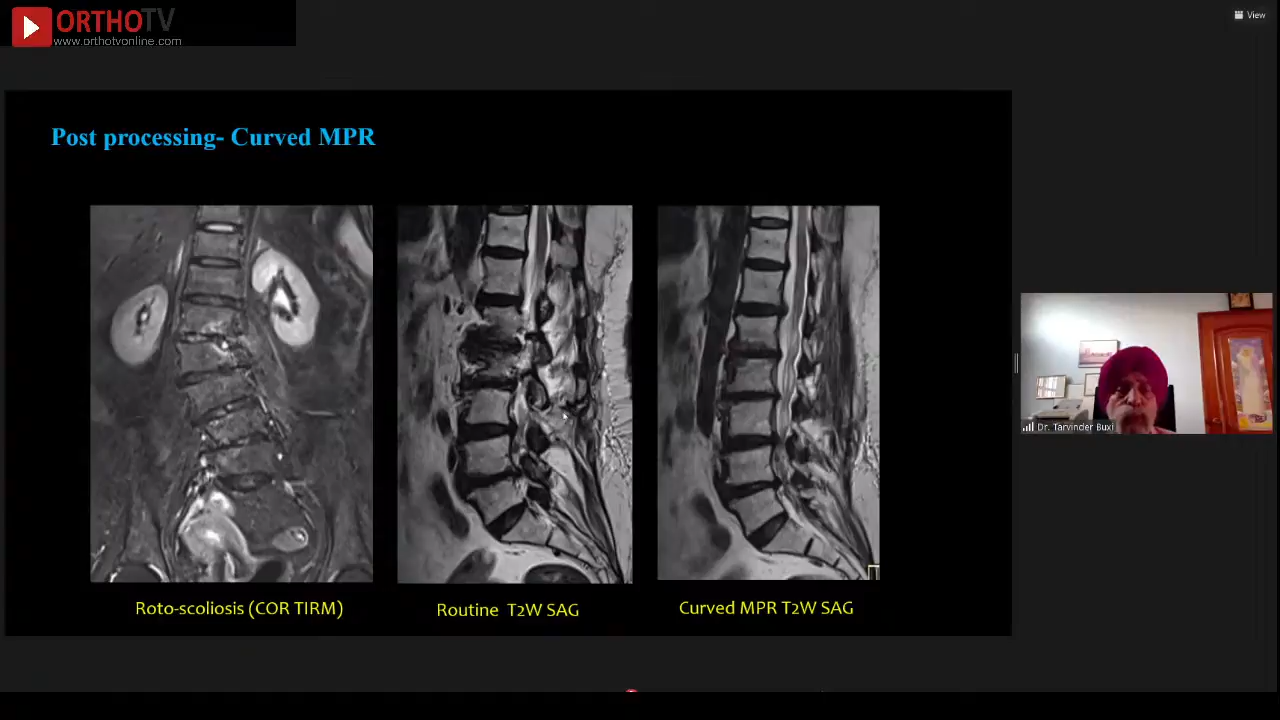 ORTHOTV
www.orthotvonline.com
View
Post processing- Curved MPR
Roto-scoliosis (COR TIRM)
Routine T2W SAG
Curved MPR T2W SAG
Dr. Tarvinder Buxi